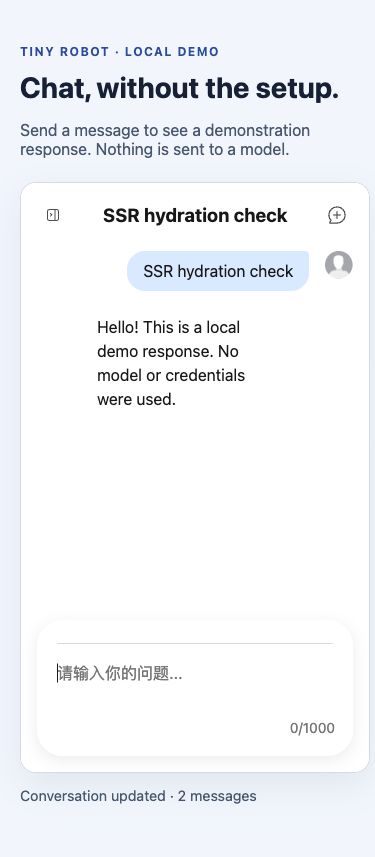 TINY ROBOT · LOCAL DEMO
Chat, without the setup.
Send a message to see a demonstration
response. Nothing is sent to a model.
SSR hydration check
SSR hydration check
Hello! This is a local
demo response. No
model or credentials
were used.
请输入你的问题...
0/1000
Conversation updated · 2 messages